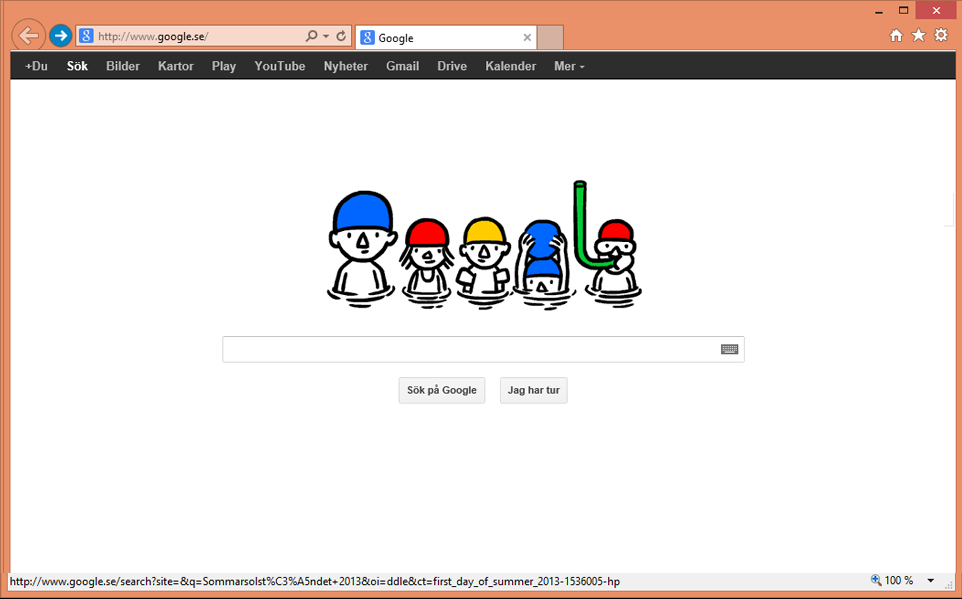 http://www.google.se/
Google
+Du Sök Bilder Kartor Play YouTube Nyheter Gmail Drive Kalender Mer
Sök på Google Jag har tur
http://www.google.se/search?site=&q=Sommarsolst%C3%A5ndet+2013&oi=ddle&ct=first_day_of_summer_2013-1536005-hp
100 %